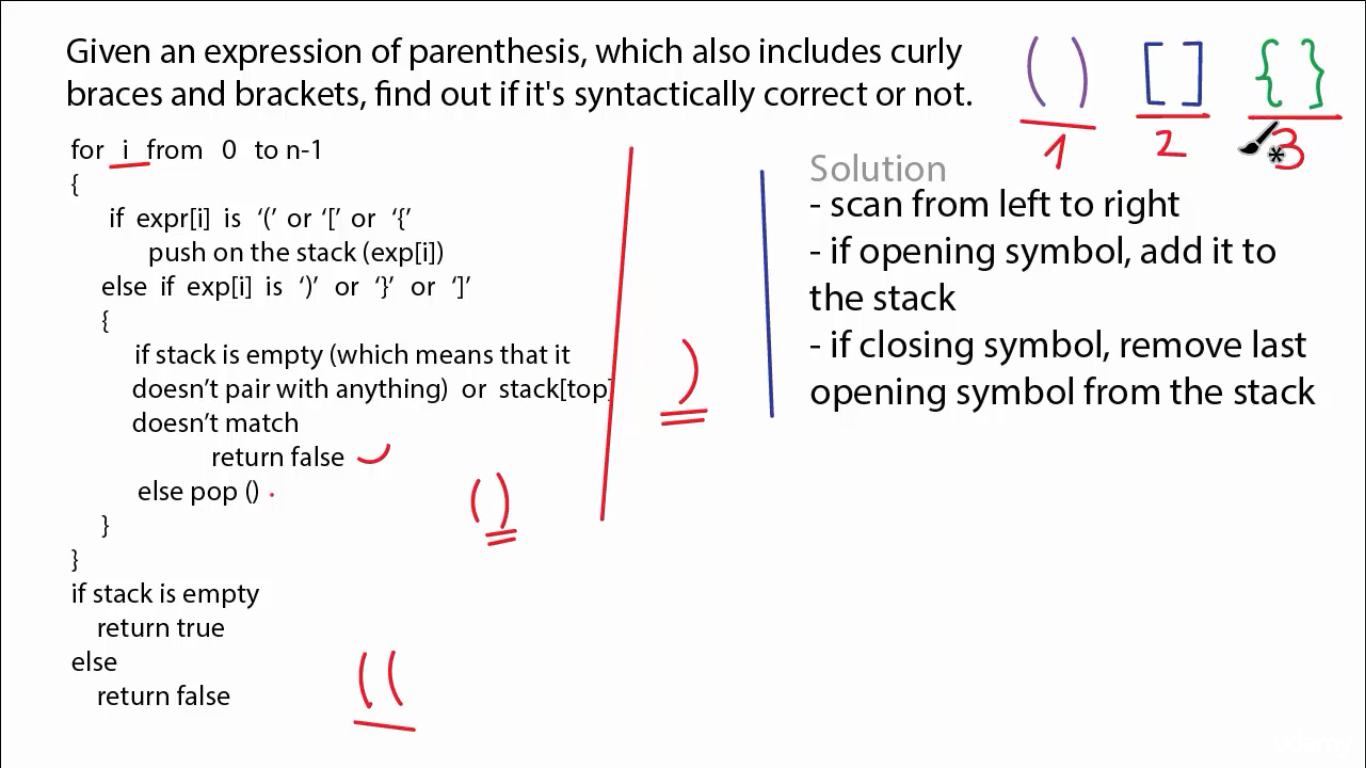 Given an expression of parenthesis, which also includes curly
braces and brackets, find out if it's syntactically correct or not.
( ) [ ] { }
1 2 3
for i from 0 to n-1
{
if expr[i] is ‘(’ or ‘[’ or ‘{’
push on the stack (exp[i])
else if exp[i] is ‘)’ or ‘}’ or ‘]’
{
if stack is empty (which means that it
doesn’t pair with anything) or stack[top]
doesn’t match
return false
else pop ()
}
}
if stack is empty
return true
else
return false
( )
( (
)
Solution
- scan from left to right
- if opening symbol, add it to
the stack
- if closing symbol, remove last
opening symbol from the stack
udemy